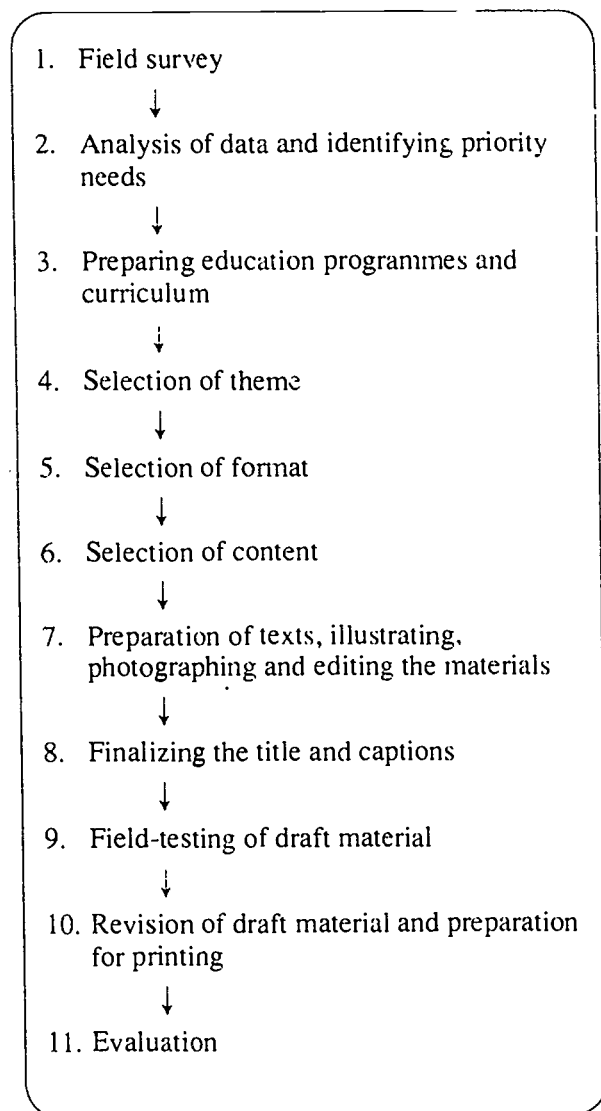 1. Field survey
2. Analysis of data and identifying priority
needs
3. Preparing education programmes and
curriculum
4. Selection of theme
5. Selection of format
6. Selection of content
7. Preparation of texts, illustrating,
photographing and editing the materials
8. Finalizing the title and captions
9. Field-testing of draft material
10. Revision of draft material and preparation
for printing
11. Evaluation